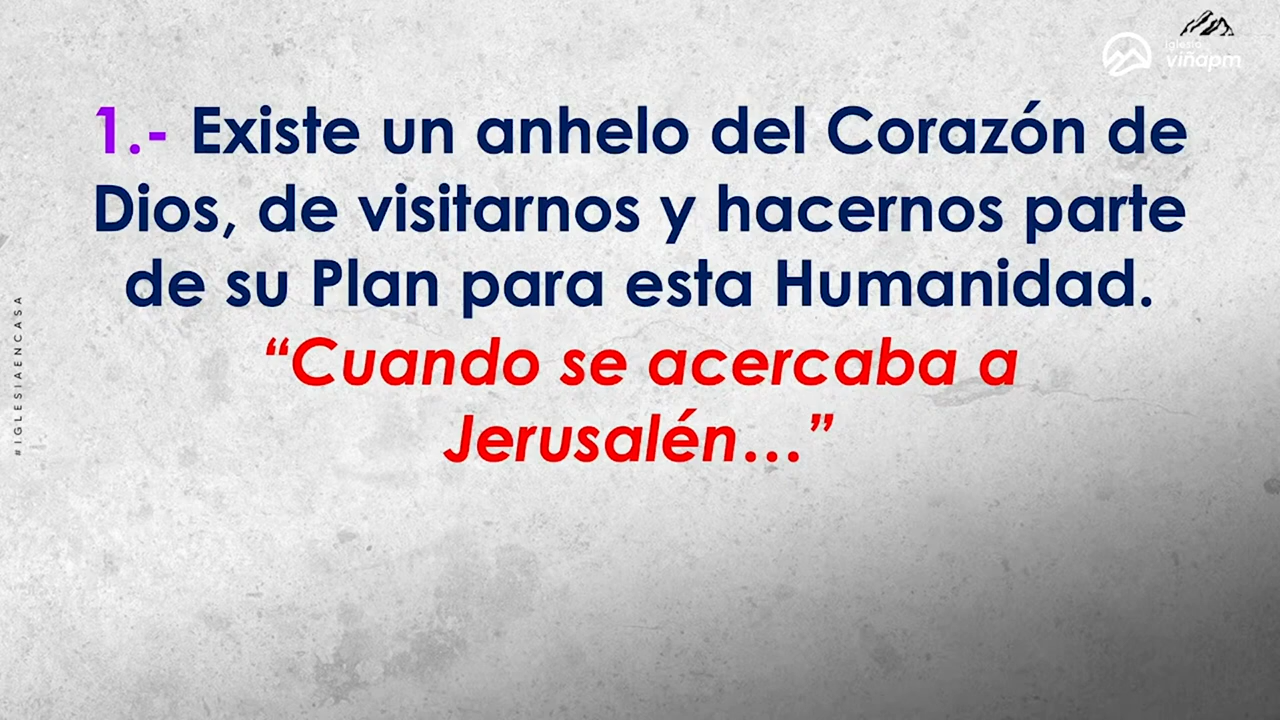 iglesia
viñapm
1.- Existe un anhelo del Corazón de
Dios, de visitarnos y hacernos parte
de su Plan para esta Humanidad.
“Cuando se acercaba a
Jerusalén...”
#IGLESIAENCASA